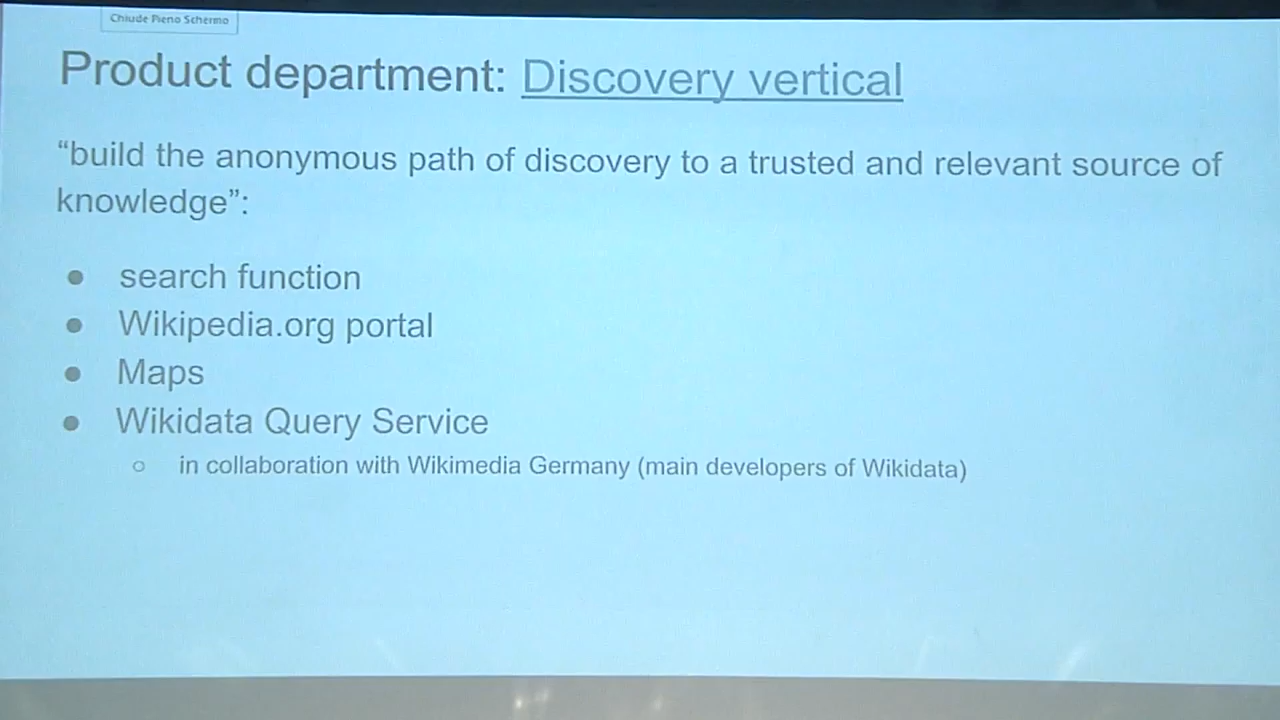 Chiude Pieno Schermo
Product department: Discovery vertical
“build the anonymous path of discovery to a trusted and relevant source of
knowledge”:
● search function
● Wikipedia.org portal
● Maps
● Wikidata Query Service
○ in collaboration with Wikimedia Germany (main developers of Wikidata)